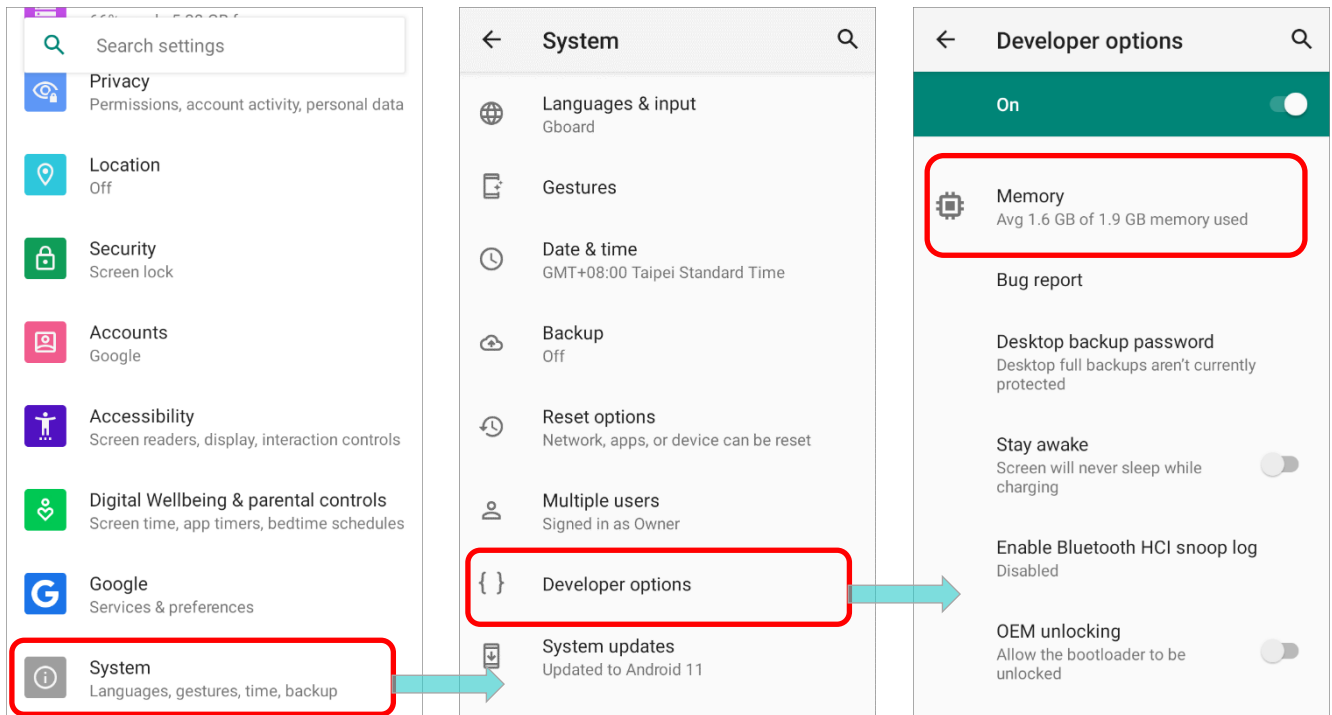 Search settings
Privacy
Permissions, account activity, personal data
Location
Off
Security
Screen lock
Accounts
Google
Accessibility
Screen readers, display, interaction controls
Digital Wellbeing & parental controls
Screen time, app timers, bedtime schedules
Google
Services & preferences
System
Languages, gestures, time, backup
System
Languages & input
Gboard
Gestures
Date & time
GMT+08:00 Taipei Standard Time
Backup
Off
Reset options
Network, apps, or device can be reset
Multiple users
Signed in as Owner
{ } Developer options
System updates
Updated to Android 11
Developer options
On
Memory
Avg 1.6 GB of 1.9 GB memory used
Bug report
Desktop backup password
Desktop full backups aren't currently
protected
Stay awake
Screen will never sleep while
charging
Enable Bluetooth HCI snoop log
Disabled
OEM unlocking
Allow the bootloader to be
unlocked